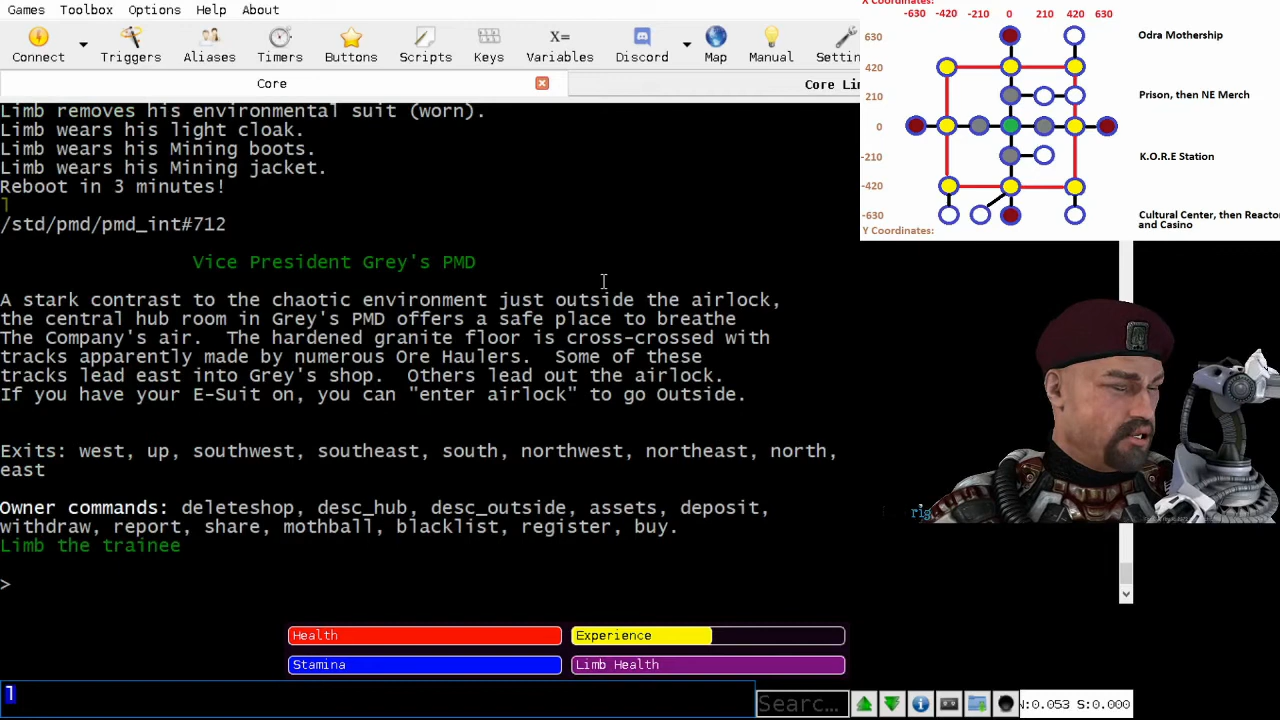 Games Toolbox Options Help About
Connect Triggers Aliases Timers Buttons Scripts Keys Variables Discord Map Manual
Core
Limb removes his environmental suit (worn).
Limb wears his light cloak.
Limb wears his Mining boots.
Limb wears his Mining jacket.
Reboot in 3 minutes!
l
/std/pmd/pmd_int#712
Vice President Grey's PMD
A stark contrast to the chaotic environment just outside the airlock,
the central hub room in Grey's PMD offers a safe place to breathe
The Company's air. The hardened granite floor is cross-crossed with
tracks apparently made by numerous Ore Haulers. Some of these
tracks lead east into Grey's shop. Others lead out the airlock.
If you have your E-Suit on, you can "enter airlock" to go Outside.
Exits: west, up, southwest, southeast, south, northwest, northeast, north,
east
Owner commands: deleteshop, desc_hub, desc_outside, assets, deposit,
withdraw, report, share, mothball, blacklist, register, buy.
Limb the trainee
>
Health Experience
Stamina Limb Health
l
Searc... N:0.053 S:0.000
X Coordinates:
-630 -420 -210 0 210 420 630
630 Odra Mothership
420
210 Prison, then NE Merch
0
-210 K.O.R.E Station
-420
-630 Cultural Center, then Reacto
and Casino
Y Coordinates: